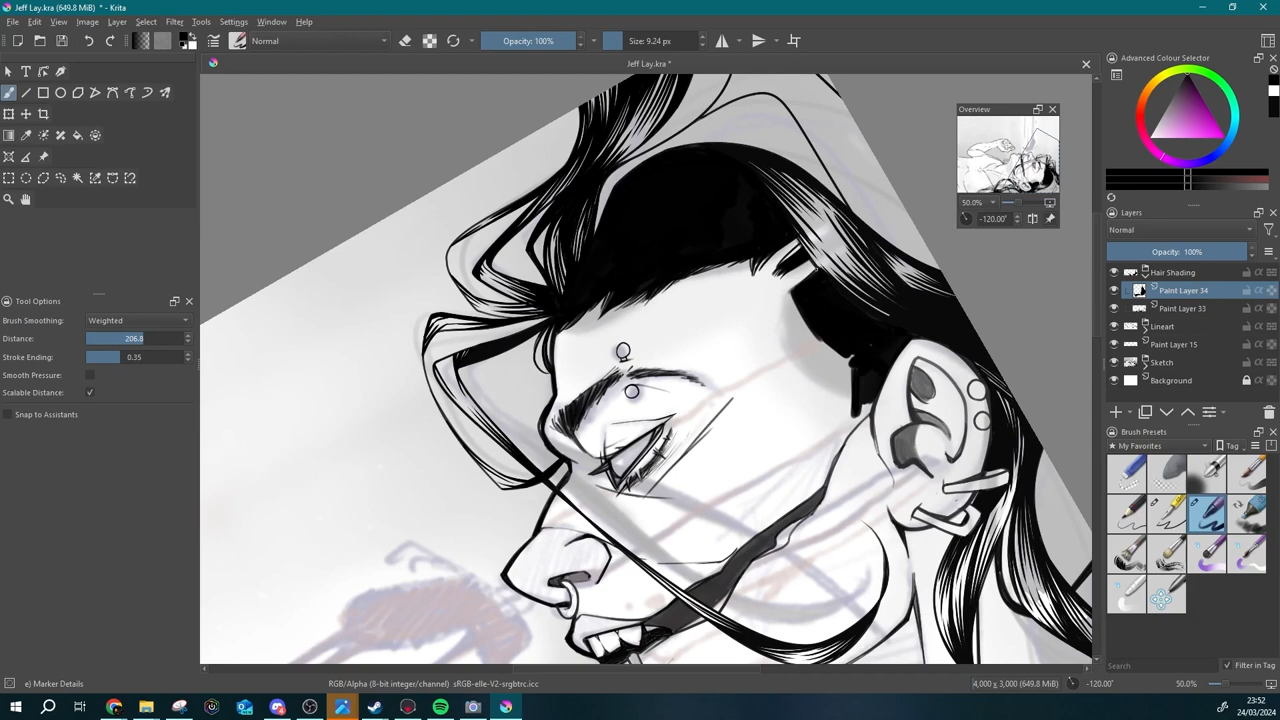 Jeff Lay.kra (649.8 MiB) * - Krita
File Edit View Image Layer Select Filter Tools Settings Window Help
Normal
Opacity: 100%
Size: 9.24 px
Jeff Lay.kra *
Advanced Colour Selector
Overview
50.0%
-120.00°
Layers
Normal
Opacity: 100%
Hair Shading
Paint Layer 34
Paint Layer 33
Lineart
Paint Layer 15
Sketch
Background
Tool Options
Brush Smoothing: Weighted
Distance: 206.8
Stroke Ending: 0.35
Smooth Pressure:
Scalable Distance:
Snap to Assistants
Brush Presets
My Favorites
Tag
Search
Filter in Tag
e) Marker Details
RGB/Alpha (8-bit integer/channel) sRGB-elle-V2-srgbtrc.icc
4,000 x 3,000 (649.8 MiB)
-120.00°
50.0%
23:52
24/03/2024